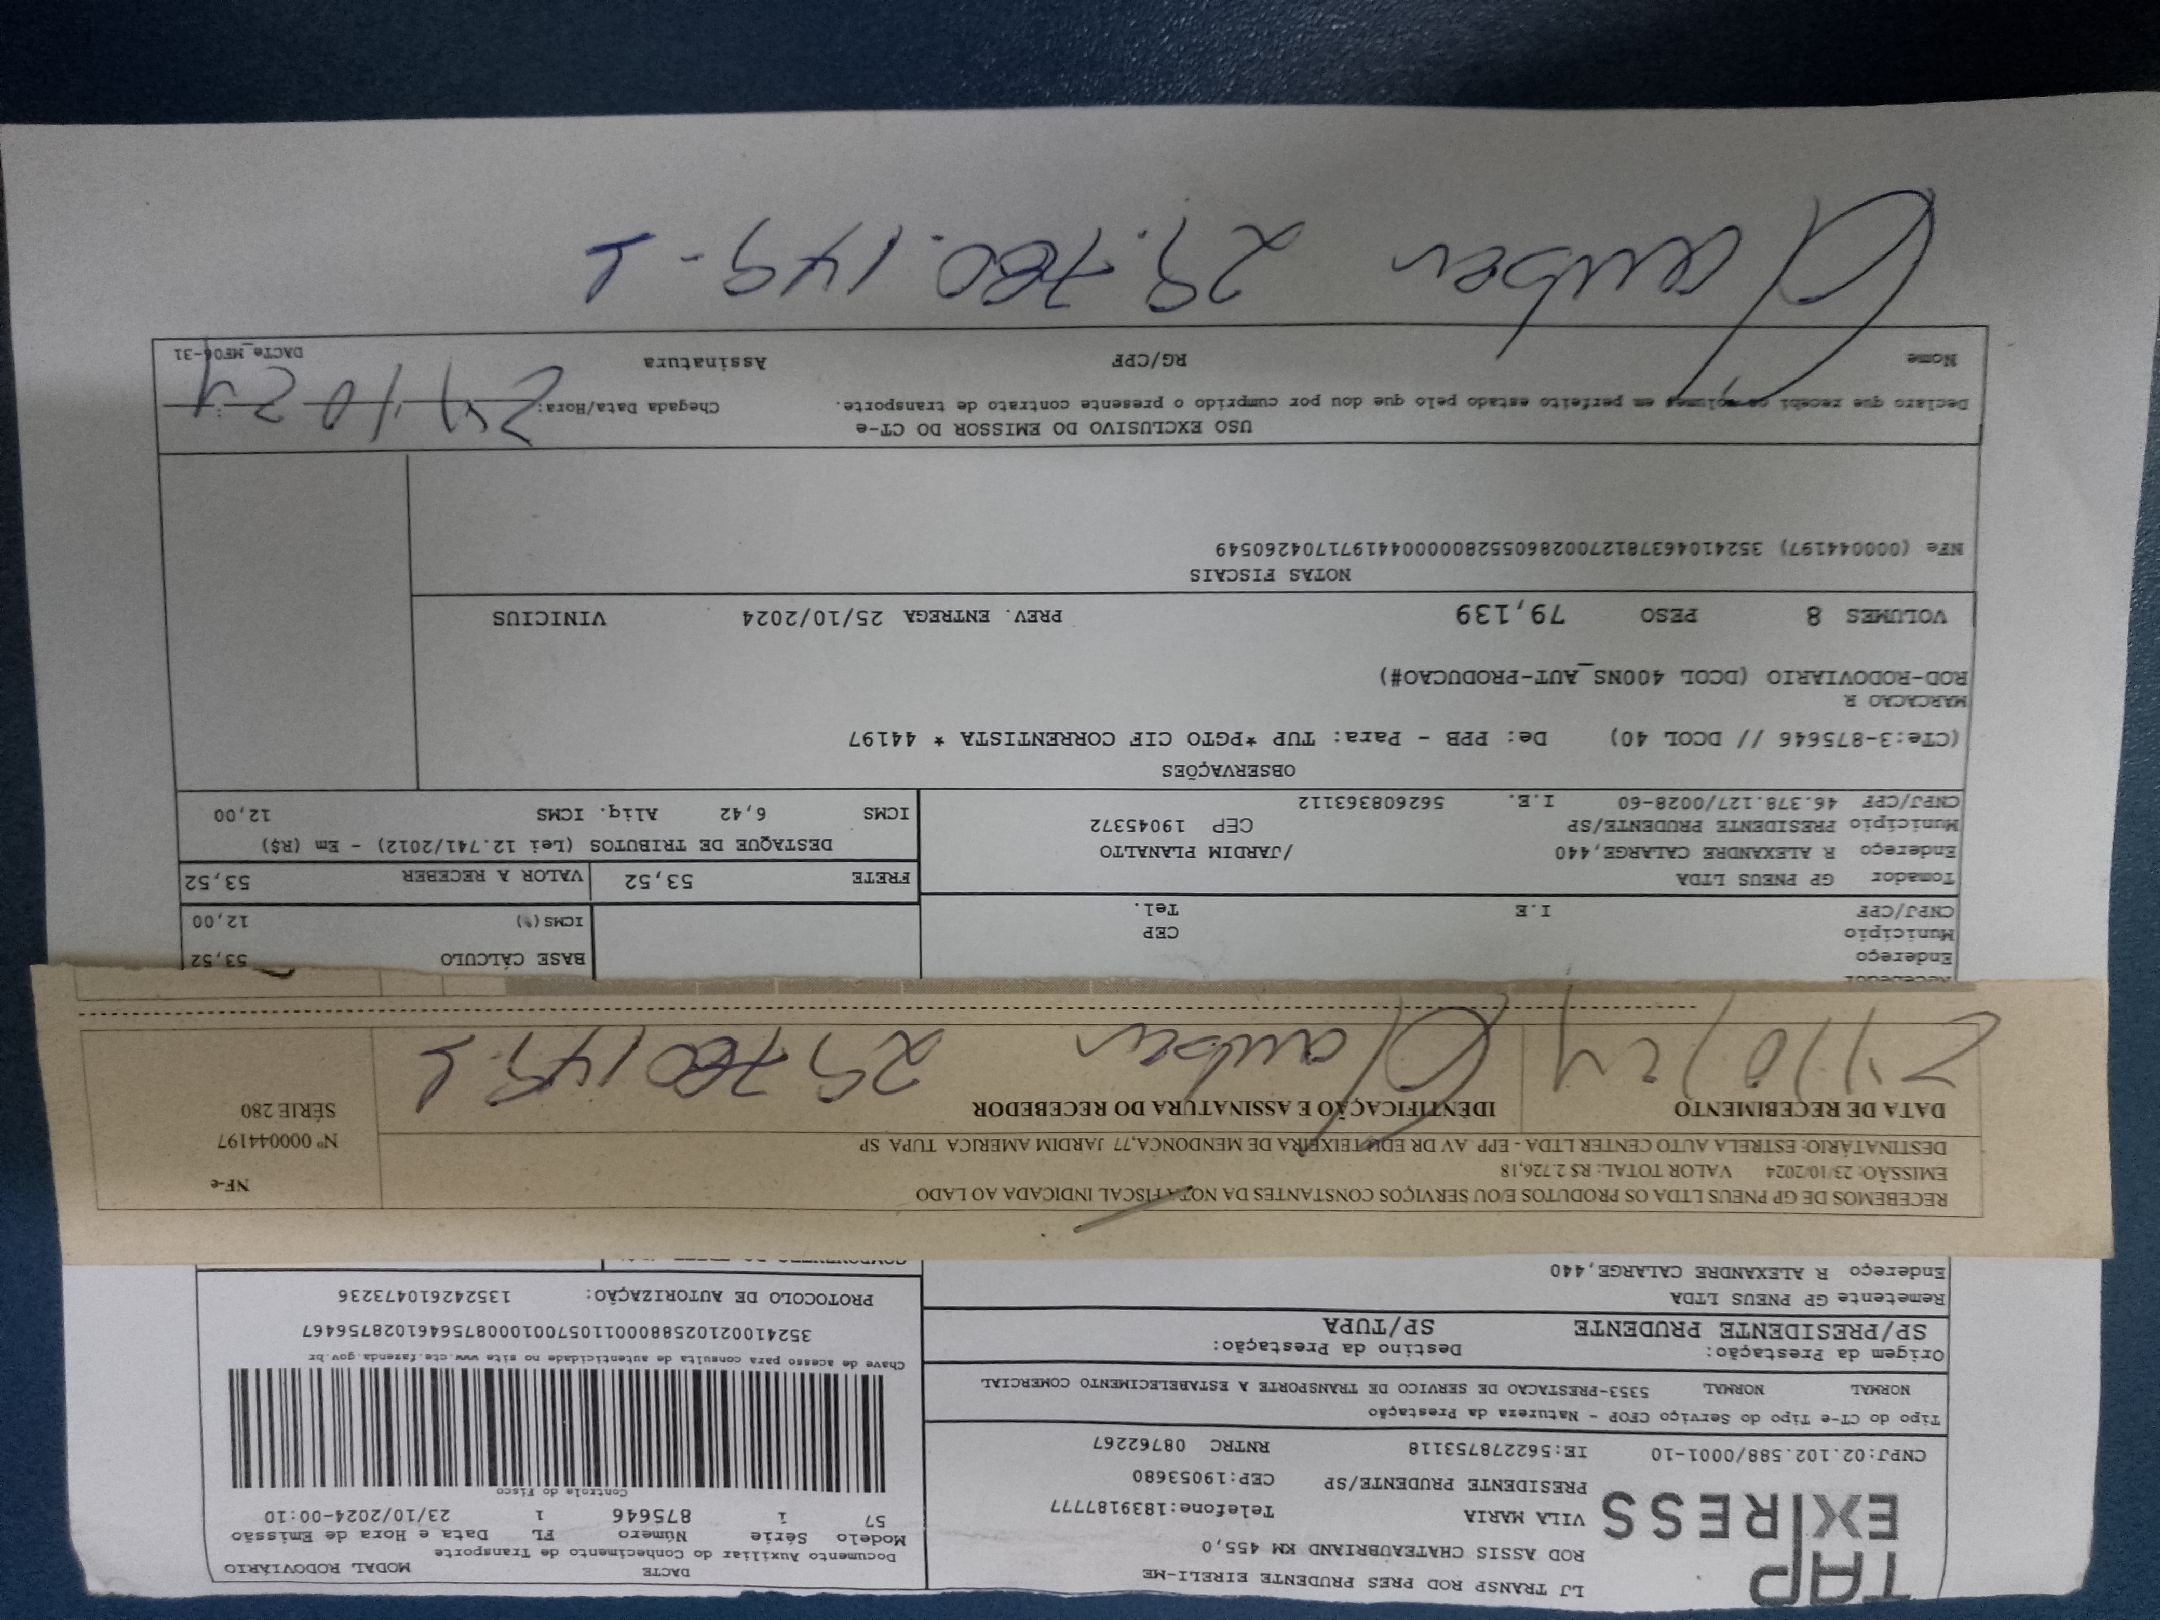 TAP
EXPRESS
LJ TRANSP ROD PRES PRUDENTE EIRELI-ME
ROD ASSIS CHATEAUBRIAND KM 455,0
VILA MARIA Telefone:1839187777
PRESIDENTE PRUDENTE/SP CEP:19053680
CNPJ:02.102.588/0001-10 IE:562278753118 RNTRC 08762267
DACTE MODAL RODOVIÁRIO
Documento Auxiliar do Conhecimento de Transporte
Modelo Série Número FL Data e Hora de Emissão
57 1 875646 1 23/10/2024-00:10
Controle do Fisco
Chave de acesso para consulta de autenticidade no site www.cte.fazenda.gov.br
35241002102588000110570010008756461028756467
PROTOCOLO DE AUTORIZAÇÃO: 135242610473236
Tipo do CT-e Tipo do Serviço CFOP - Natureza da Prestação
NORMAL NORMAL 5353-PRESTACAO DE SERVICO DE TRANSPORTE A ESTABELECIMENTO COMERCIAL
Origem da Prestação: Destino da Prestação:
SP/PRESIDENTE PRUDENTE SP/TUPA
Remetente GP PNEUS LTDA
Endereço R ALEXANDRE CALARGE,440
RECEBEMOS DE GP PNEUS LTDA OS PRODUTOS E/OU SERVIÇOS CONSTANTES DA NOTA FISCAL INDICADA AO LADO
EMISSÃO: 23/10/2024 VALOR TOTAL: R$ 2.726,18
DESTINATÁRIO: ESTRELA AUTO CENTER LTDA - EPP AV DR EDU TEIXEIRA DE MENDONCA,77 JARDIM AMERICA TUPA SP
NF-e
Nº 000044197
SÉRIE 280
DATA DE RECEBIMENTO IDENTIFICAÇÃO E ASSINATURA DO RECEBEDOR
24/10/24 Glauber 29.780149-1
Recebedor
Endereço
Município CEP
CNPJ/CPF I.E Tel.
BASE CÁLCULO 53,52
ICMS(%) 12,00
Tomador GP PNEUS LTDA
Endereço R ALEXANDRE CALARGE,440 /JARDIM PLANALTO
Município PRESIDENTE PRUDENTE/SP CEP 19045372
CNPJ/CPF 46.378.127/0028-60 I.E. 562608363112
FRETE 53,52 VALOR A RECEBER 53,52
DESTAQUE DE TRIBUTOS (Lei 12.741/2012) - Em (R$)
ICMS 6,42 Aliq. ICMS 12,00
OBSERVAÇÕES
(CTe:3-875646 // DCOL 40) De: PPB - Para: TUP *PGTO CIF CORRENTISTA * 44197
MARCACAO R
ROD-RODOVIARIO (DCOL 400NS_AUT-PRODUCAO#)
VOLUMES 8 PESO 79,139 PREV. ENTREGA 25/10/2024 VINICIUS
NOTAS FISCAIS
NFe (000044197) 35241046378127002860552800000441971704260549
USO EXCLUSIVO DO EMISSOR DO CT-e
Declaro que recebi os volumes em perfeito estado pelo que dou por cumprido o presente contrato de transporte. Chegada Data/Hora: 24/10 24
Nome RG/CPF Assinatura DACTe_MF06-31
Glauber 29.780.149-1